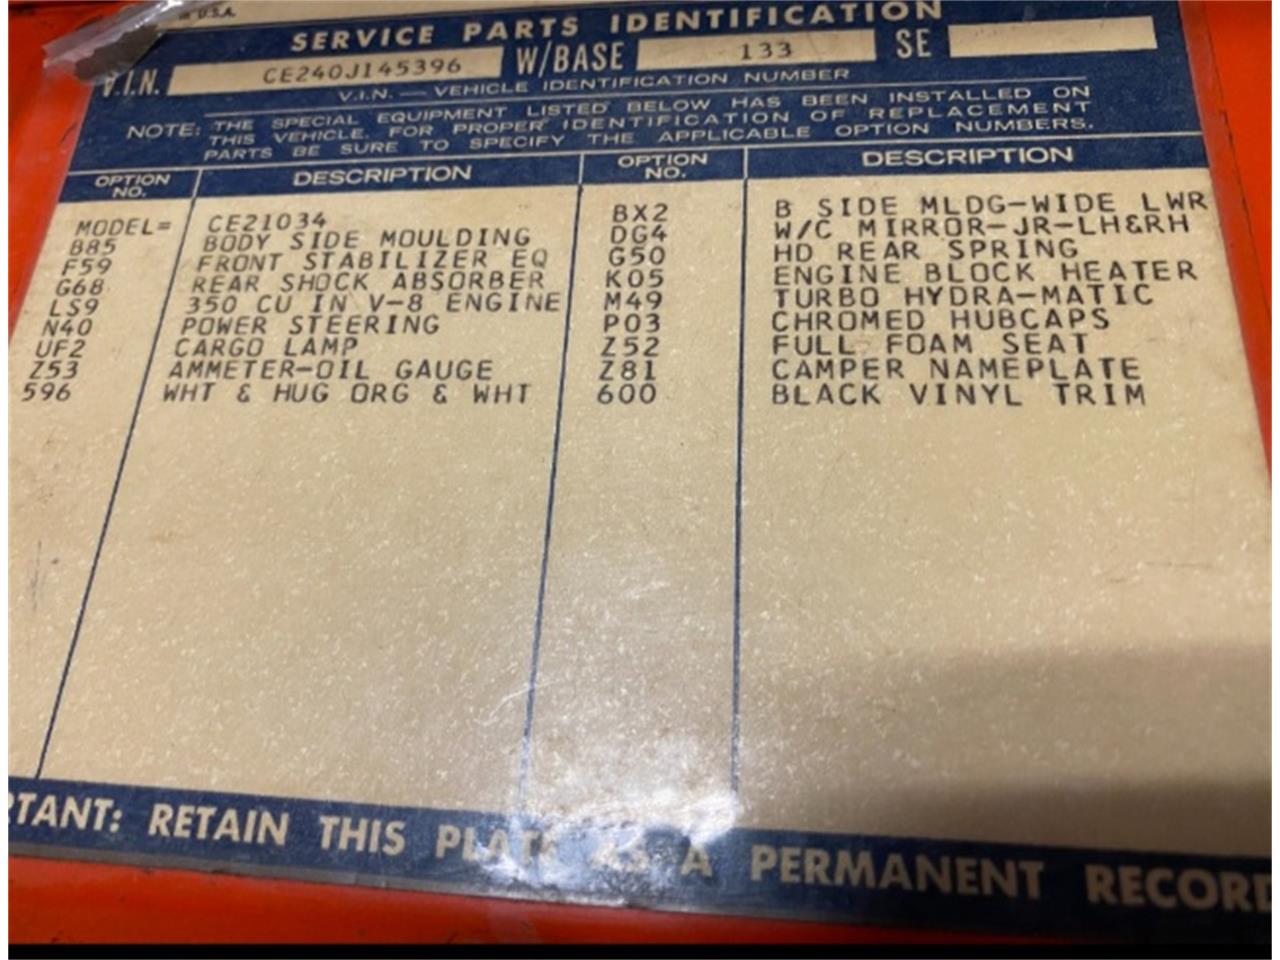 U.S.A.
SERVICE PARTS IDENTIFICATION
V.I.N. CE240J145396 W/BASE 133 SE
V.I.N. — VEHICLE IDENTIFICATION NUMBER
NOTE: THE SPECIAL EQUIPMENT LISTED BELOW HAS BEEN INSTALLED ON
THIS VEHICLE. FOR PROPER IDENTIFICATION OF REPLACEMENT
PARTS BE SURE TO SPECIFY THE APPLICABLE OPTION NUMBERS.
OPTION NO. DESCRIPTION OPTION NO. DESCRIPTION
MODEL= CE21034 BX2 B SIDE MLDG-WIDE LWR
B85 BODY SIDE MOULDING DG4 W/C MIRROR-JR-LH&RH
F59 FRONT STABILIZER EQ G50 HD REAR SPRING
G68 REAR SHOCK ABSORBER K05 ENGINE BLOCK HEATER
LS9 350 CU IN V-8 ENGINE M49 TURBO HYDRA-MATIC
N40 POWER STEERING P03 CHROMED HUBCAPS
UF2 CARGO LAMP Z52 FULL FOAM SEAT
Z53 AMMETER-OIL GAUGE Z81 CAMPER NAMEPLATE
596 WHT & HUG ORG & WHT 600 BLACK VINYL TRIM
RTANT: RETAIN THIS PLATE AS A PERMANENT RECORD